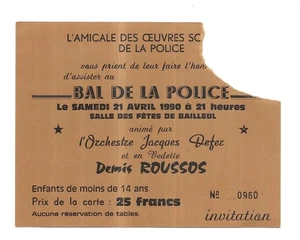 L'AMICALE DES ŒUVRES SC
DE LA POLICE
vous prient de leur faire l'hon
d'assister au
BAL DE LA POLICE
Le SAMEDI 21 AVRIL 1990 à 21 heures
SALLE DES FÊTES DE BAILLEUL
animé par
l'Orchestre Jacques Defer
et en Vedette
Demis ROUSSOS
Enfants de moins de 14 ans
Prix de la carte : 25 francs
Aucune réservation de tables.
Nº 0960
invitation